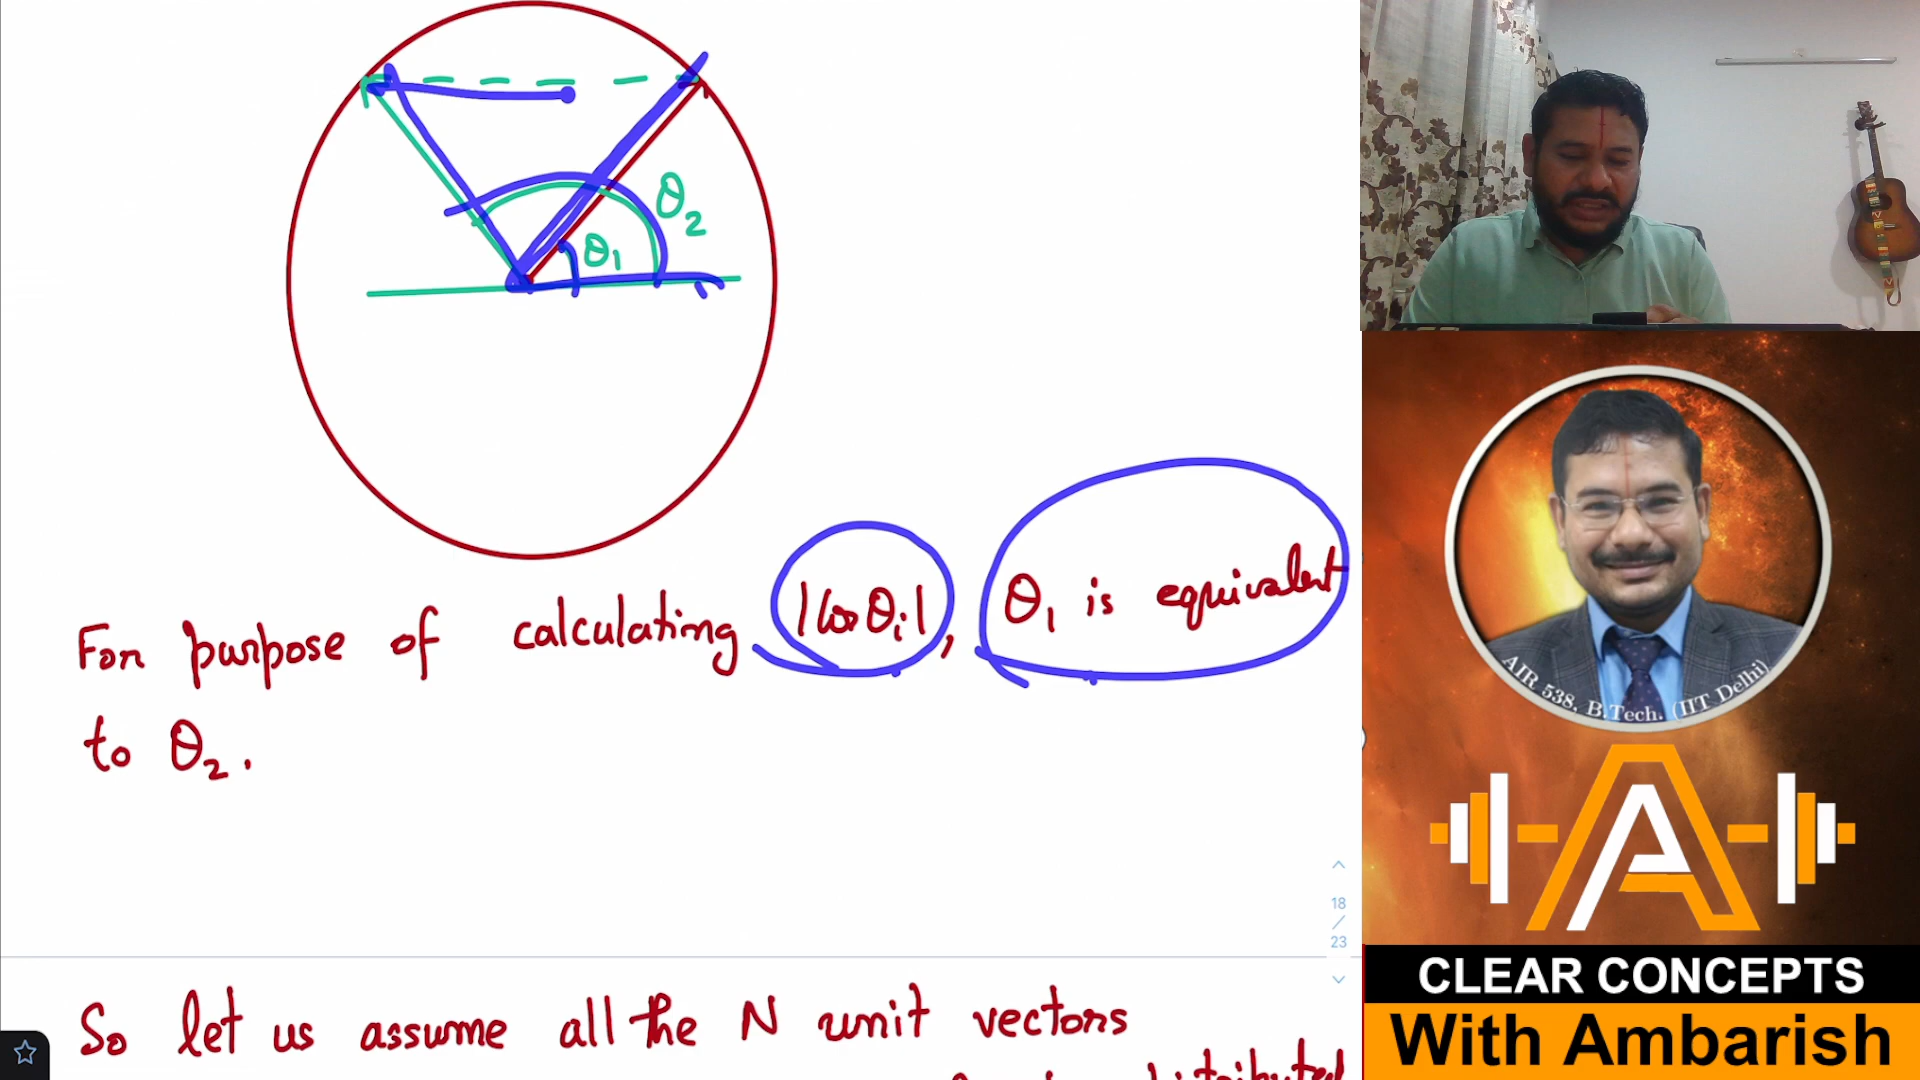 θ₂
θ₁
For purpose of calculating |Cos θi|, θ₁ is equivalent
to θ₂.
18
/
23
So let us assume all the N unit vectors
distributed
AIR 538, B.Tech. (IIT Delhi)
A
CLEAR CONCEPTS
With Ambarish